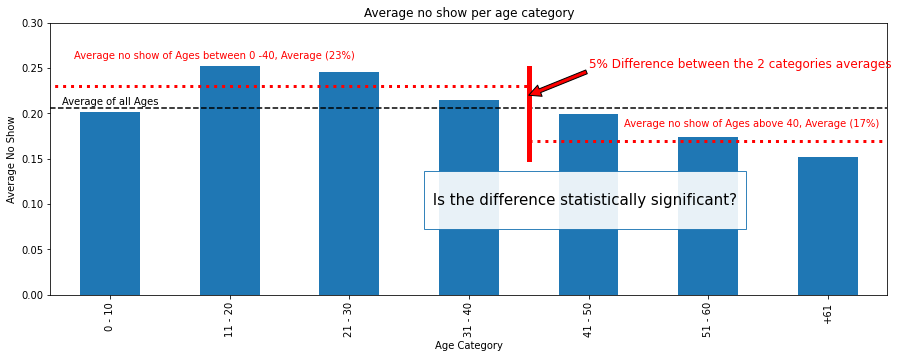 Average no show per age category
Average No Show
0.30
0.25
0.20
0.15
0.10
0.05
0.00
Average no show of Ages between 0 -40, Average (23%)
5% Difference between the 2 categories averages
Average of all Ages
Average no show of Ages above 40, Average (17%)
Is the difference statistically significant?
0 - 10
11 - 20
21 - 30
31 - 40
41 - 50
51 - 60
+61
Age Category